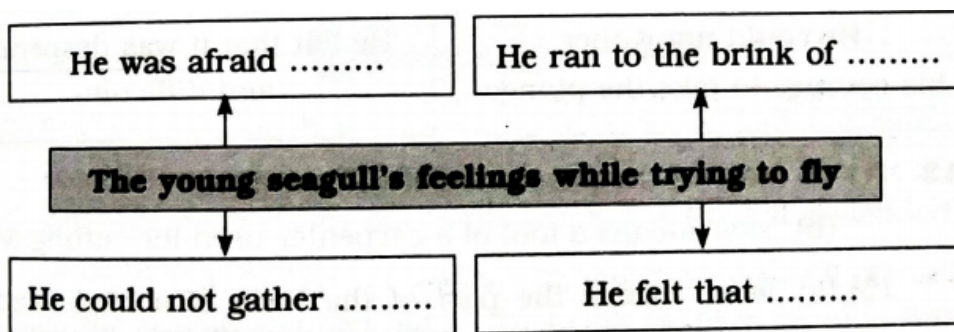 He was afraid ..........
He ran to the brink of .........
The young seagull's feelings while trying to fly
He could not gather .........
He felt that .........